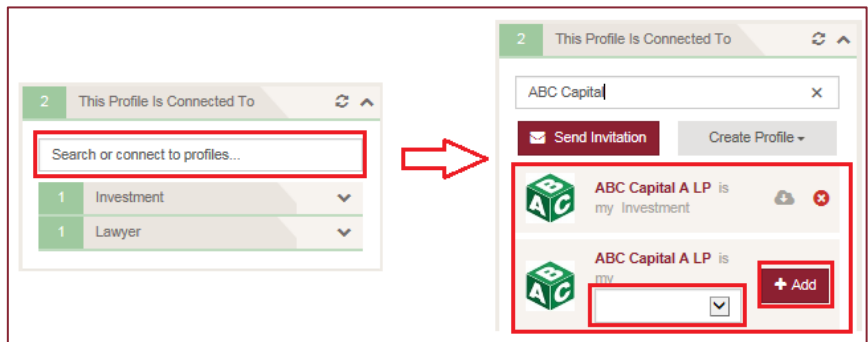 2 This Profile Is Connected To
Search or connect to profiles...
1 Investment
1 Lawyer
2 This Profile Is Connected To
ABC Capital
Send Invitation
Create Profile
ABC Capital A LP is
my Investment
ABC
ABC Capital A LP is
my
Add
ABC